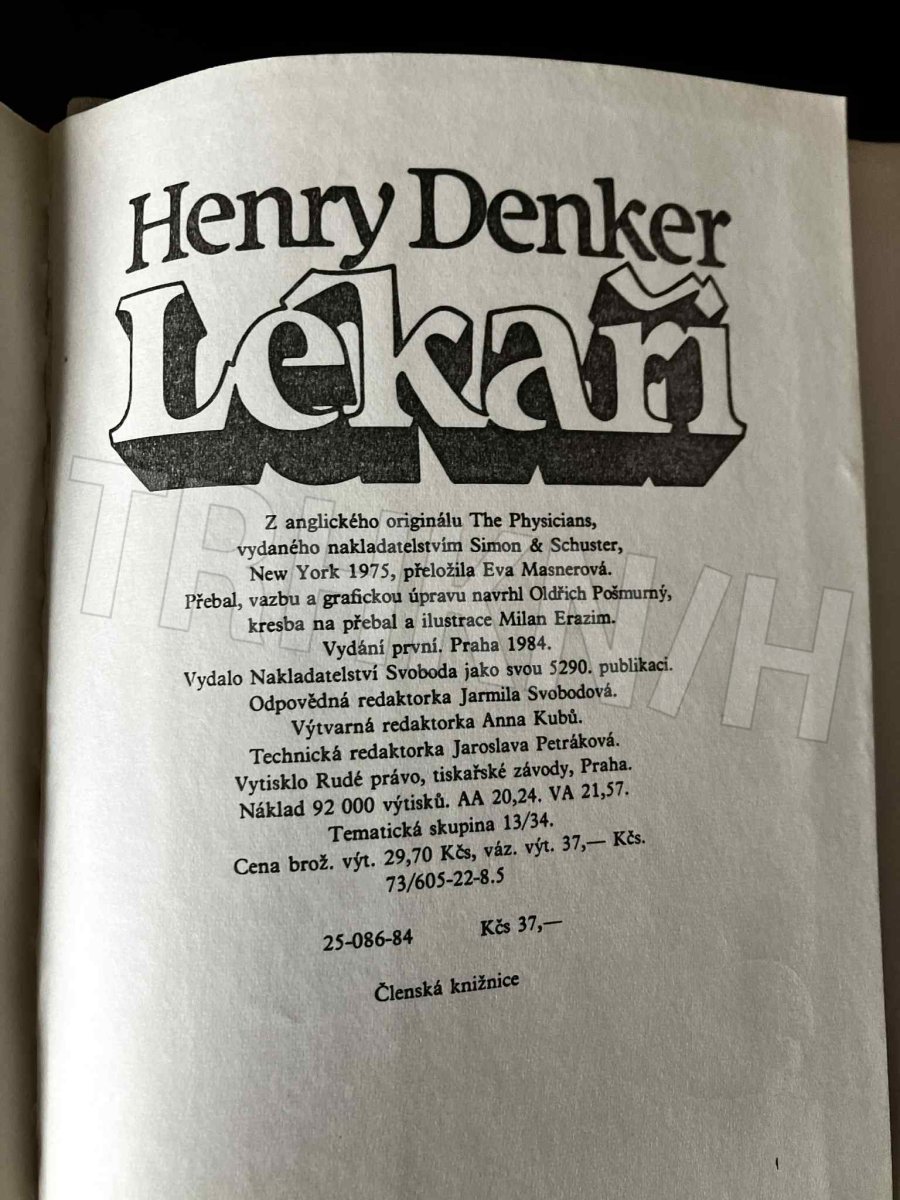 Henry Denker
Lékaři
Z anglického originálu The Physicians,
vydaného nakladatelstvím Simon & Schuster,
New York 1975, přeložila Eva Masnerová.
Přebal, vazbu a grafickou úpravu navrhl Oldřich Pošmurný,
kresba na přebal a ilustrace Milan Erazim.
Vydání první. Praha 1984.
Vydalo Nakladatelství Svoboda jako svou 5290. publikaci.
Odpovědná redaktorka Jarmila Svobodová.
Výtvarná redaktorka Anna Kubů.
Technická redaktorka Jaroslava Petráková.
Vytisklo Rudé právo, tiskařské závody, Praha.
Náklad 92 000 výtisků. AA 20,24. VA 21,57.
Tematická skupina 13/34.
Cena brož. výt. 29,70 Kčs, váz. výt. 37,— Kčs.
73/605-22-8.5
25-086-84 Kčs 37,—
Členská knižnice